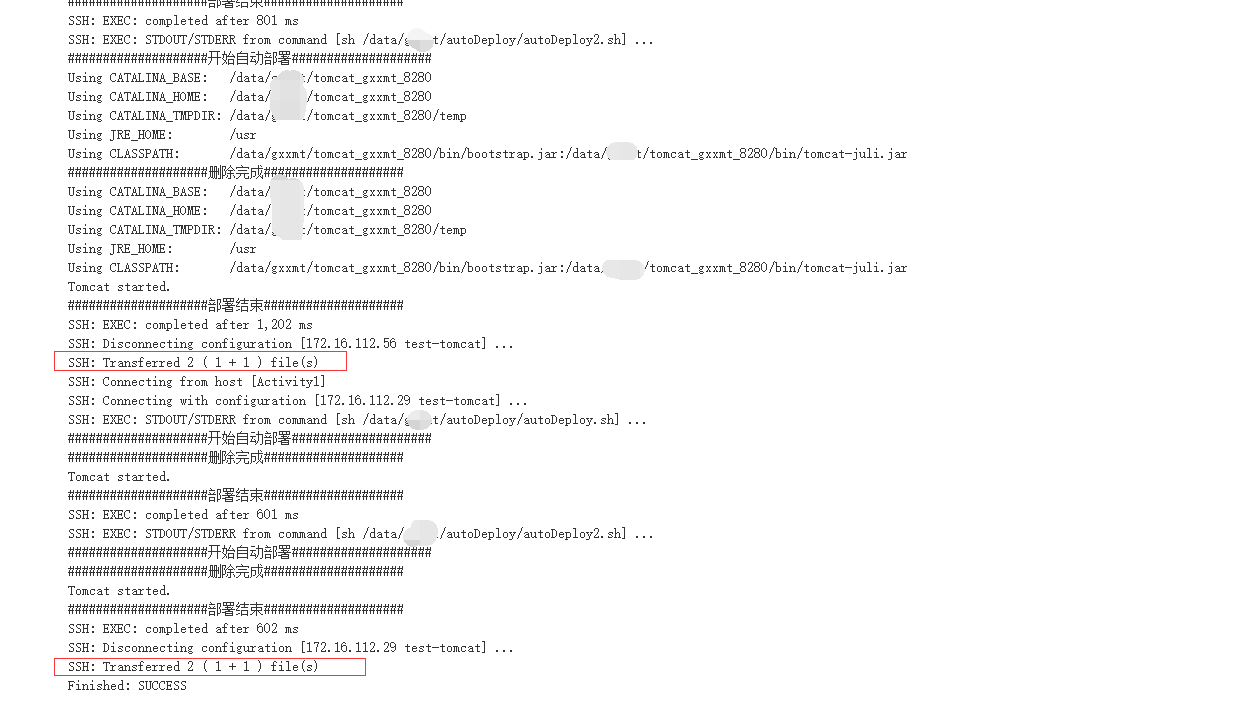 ####################部署结束####################
SSH: EXEC: completed after 801 ms
SSH: EXEC: STDOUT/STDERR from command [sh /data/ t/autoDeploy/autoDeploy2.sh] ...
####################开始自动部署####################
Using CATALINA_BASE:   /data/ /tomcat_gxxmt_8280
Using CATALINA_HOME:   /data/ /tomcat_gxxmt_8280
Using CATALINA_TMPDIR: /data/ /tomcat_gxxmt_8280/temp
Using JRE_HOME:        /usr
Using CLASSPATH:       /data/gxxmt/tomcat_gxxmt_8280/bin/bootstrap.jar:/data/ t/tomcat_gxxmt_8280/bin/tomcat-juli.jar
####################删除完成####################
Using CATALINA_BASE:   /data/ /tomcat_gxxmt_8280
Using CATALINA_HOME:   /data/ /tomcat_gxxmt_8280
Using CATALINA_TMPDIR: /data/ /tomcat_gxxmt_8280/temp
Using JRE_HOME:        /usr
Using CLASSPATH:       /data/gxxmt/tomcat_gxxmt_8280/bin/bootstrap.jar:/data/ /tomcat_gxxmt_8280/bin/tomcat-juli.jar
Tomcat started.
####################部署结束####################
SSH: EXEC: completed after 1,202 ms
SSH: Disconnecting configuration [172.16.112.56 test-tomcat] ...
SSH: Transferred 2 ( 1 + 1 ) file(s)
SSH: Connecting from host [Activity1]
SSH: Connecting with configuration [172.16.112.29 test-tomcat] ...
SSH: EXEC: STDOUT/STDERR from command [sh /data/ t/autoDeploy/autoDeploy.sh] ...
####################开始自动部署####################
####################删除完成####################
Tomcat started.
####################部署结束####################
SSH: EXEC: completed after 601 ms
SSH: EXEC: STDOUT/STDERR from command [sh /data/ /autoDeploy/autoDeploy2.sh] ...
####################开始自动部署####################
####################删除完成####################
Tomcat started.
####################部署结束####################
SSH: EXEC: completed after 602 ms
SSH: Disconnecting configuration [172.16.112.29 test-tomcat] ...
SSH: Transferred 2 ( 1 + 1 ) file(s)
Finished: SUCCESS